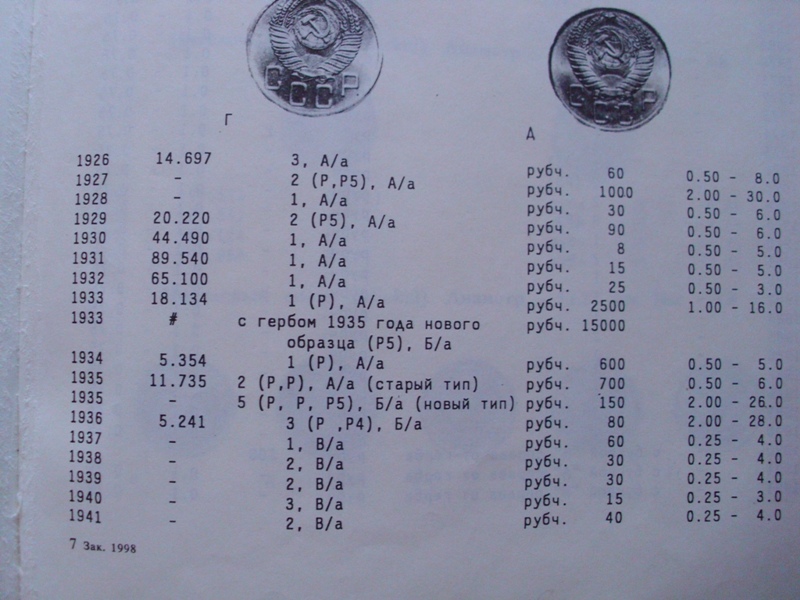 СССР СССР
Г Д
1926 14.697 3, А/а рубч. 60 0.50 - 8.0
1927 - 2 (Р,Р5), А/а рубч. 1000 2.00 - 30.0
1928 - 1, А/а рубч. 30 0.50 - 6.0
1929 20.220 2 (Р5), А/а рубч. 90 0.50 - 6.0
1930 44.490 1, А/а рубч. 8 0.50 - 5.0
1931 89.540 1, А/а рубч. 15 0.50 - 5.0
1932 65.100 1, А/а рубч. 25 0.50 - 3.0
1933 18.134 1 (Р), А/а рубч. 2500 1.00 - 16.0
1933 # с гербом 1935 года нового рубч. 15000
образца (Р5), Б/а
1934 5.354 1 (Р), А/а рубч. 600 0.50 - 5.0
1935 11.735 2 (Р,Р), А/а (старый тип) рубч. 700 0.50 - 6.0
1935 - 5 (Р, Р, Р5), Б/а (новый тип) рубч. 150 2.00 - 26.0
1936 5.241 3 (Р ,Р4), Б/а рубч. 80 2.00 - 28.0
1937 - 1, В/а рубч. 60 0.25 - 4.0
1938 - 2, В/а рубч. 30 0.25 - 4.0
1939 - 2, В/а рубч. 30 0.25 - 4.0
1940 - 3, В/а рубч. 15 0.25 - 3.0
1941 - 2, В/а рубч. 40 0.25 - 4.0
7 Зак. 1998